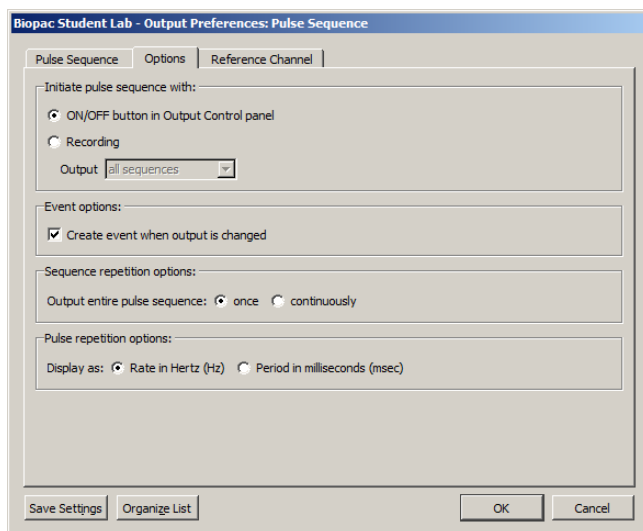 Biopac Student Lab - Output Preferences: Pulse Sequence
Pulse Sequence Options Reference Channel
Initiate pulse sequence with:
ON/OFF button in Output Control panel
Recording
Output all sequences
Event options:
Create event when output is changed
Sequence repetition options:
Output entire pulse sequence: once continuously
Pulse repetition options:
Display as: Rate in Hertz (Hz) Period in milliseconds (msec)
Save Settings Organize List OK Cancel